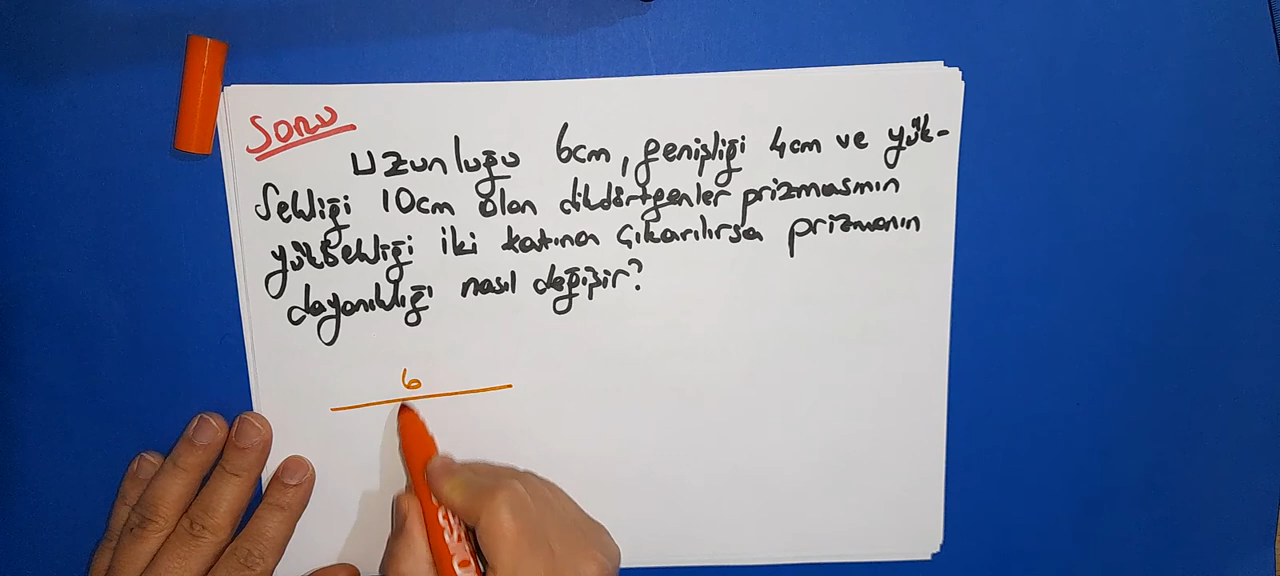 Soru
Uzunluğu 6cm, genişliği 4cm ve yük-
sekliği 10cm olan dikdörtgenler prizmasının
yüksekliği iki katına çıkarılırsa prizmanın
dayanıklılığı nasıl değişir?
6